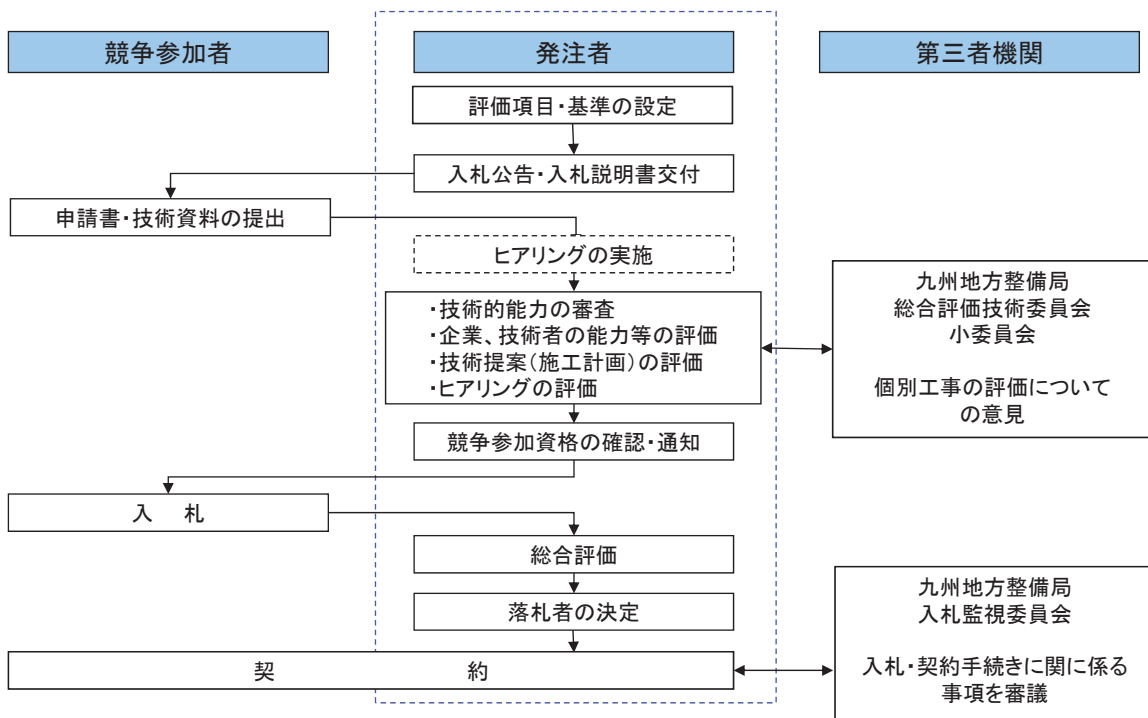 競争参加者
発注者
第三者機関
評価項目・基準の設定
入札公告・入札説明書交付
申請書・技術資料の提出
ヒアリングの実施
・技術的能力の審査
・企業、技術者の能力等の評価
・技術提案(施工計画)の評価
・ヒアリングの評価
九州地方整備局
総合評価技術委員会
小委員会
個別工事の評価について
の意見
競争参加資格の確認・通知
入 札
総合評価
落札者の決定
契 約
九州地方整備局
入札監視委員会
入札・契約手続きに関に係る
事項を審議